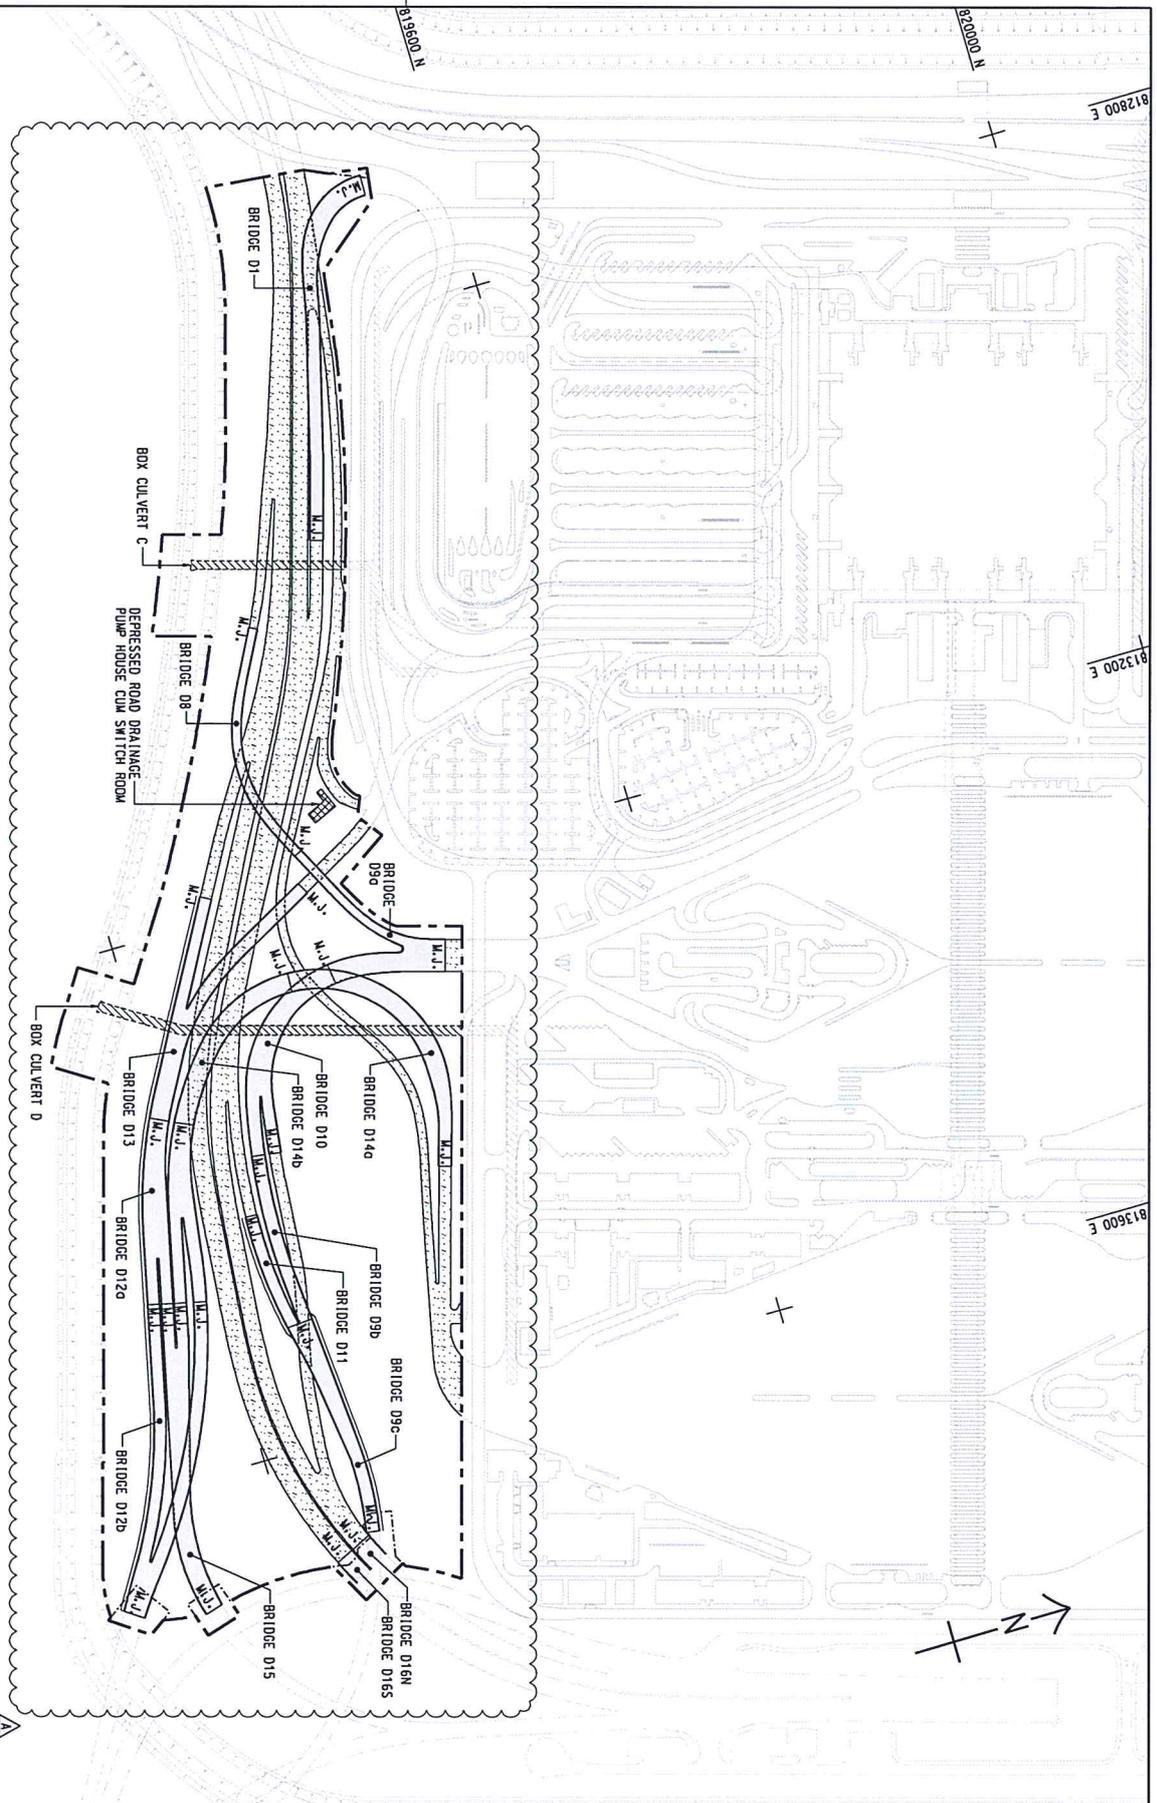 819600 N
820000 N
812800 E
813200 E
813600 E
M.J.
BRIDGE D1
M.J.
BOX CULVERT C
M.J.
BRIDGE D8
DEPRESSED ROAD DRAINAGE
PUMP HOUSE CUM SWITCH ROOM
M.J.
M.J.
M.J.
BRIDGE
D9a
M.J.
M.J.
M.J.
BOX CULVERT D
BRIDGE D13
BRIDGE D14b
BRIDGE D10
BRIDGE D14a
M.J.
M.J.
M.J.
M.J.
M.J.
M.J.
BRIDGE D12a
BRIDGE D11
BRIDGE D9b
M.J.
M.J.
M.J.
M.J.
M.J.
BRIDGE D9c
BRIDGE D12b
M.J.
M.J.
M.J.
M.J.
M.J.
BRIDGE D15
BRIDGE D16S
BRIDGE D16N
N
A